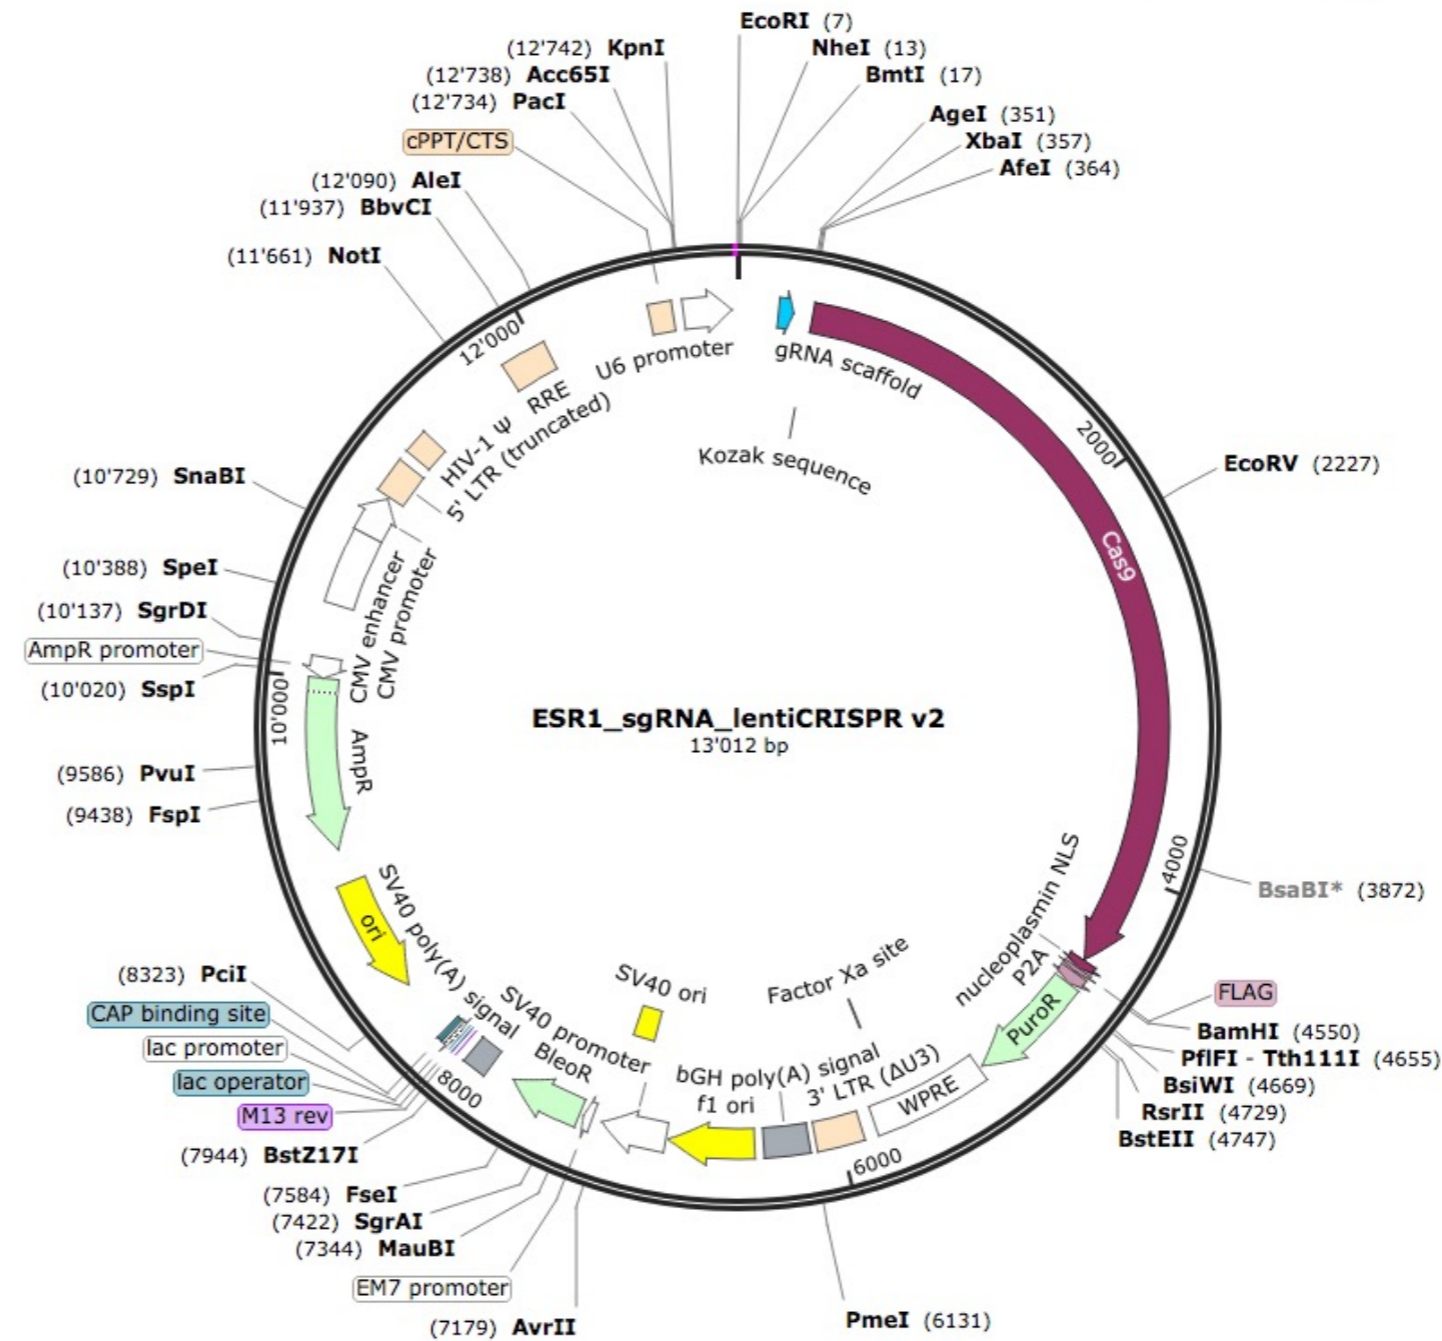 EcoRI (7)
(12'742) KpnI
NheI (13)
(12'738) Acc65I
BmtI (17)
(12'734) PacI
AgeI (351)
cPPT/CTS
XbaI (357)
AfeI (364)
(12'090) AleI
(11'937) BbvCI
(11'661) NotI
12'000
U6 promoter
gRNA scaffold
RRE
HIV-1 Ψ
5' LTR (truncated)
Kozak sequence
2000
EcoRV (2227)
(10'729) SnaBI
Cas9
(10'388) SpeI
(10'137) SgrDI
CMV enhancer
CMV promoter
AmpR promoter
(10'020) SspI
10'000
AmpR
ESR1_sgRNA_lentiCRISPR v2
13'012 bp
(9586) PvuI
(9438) FspI
4000
BsaBI* (3872)
nucleoplasmin NLS
P2A
PuroR
ori
SV40 poly(A) signal
SV40 ori
Factor Xa site
(8323) PciI
CAP binding site
lac promoter
lac operator
M13 rev
FLAG
BamHI (4550)
PflFI - Tth111I (4655)
BsiWI (4669)
RsrII (4729)
BstEII (4747)
SV40 promoter
BleoR
bGH poly(A) signal
3' LTR (ΔU3)
f1 ori
WPRE
8000
6000
(7944) BstZ17I
(7584) FseI
(7422) SgrAI
(7344) MauBI
EM7 promoter
(7179) AvrII
PmeI (6131)